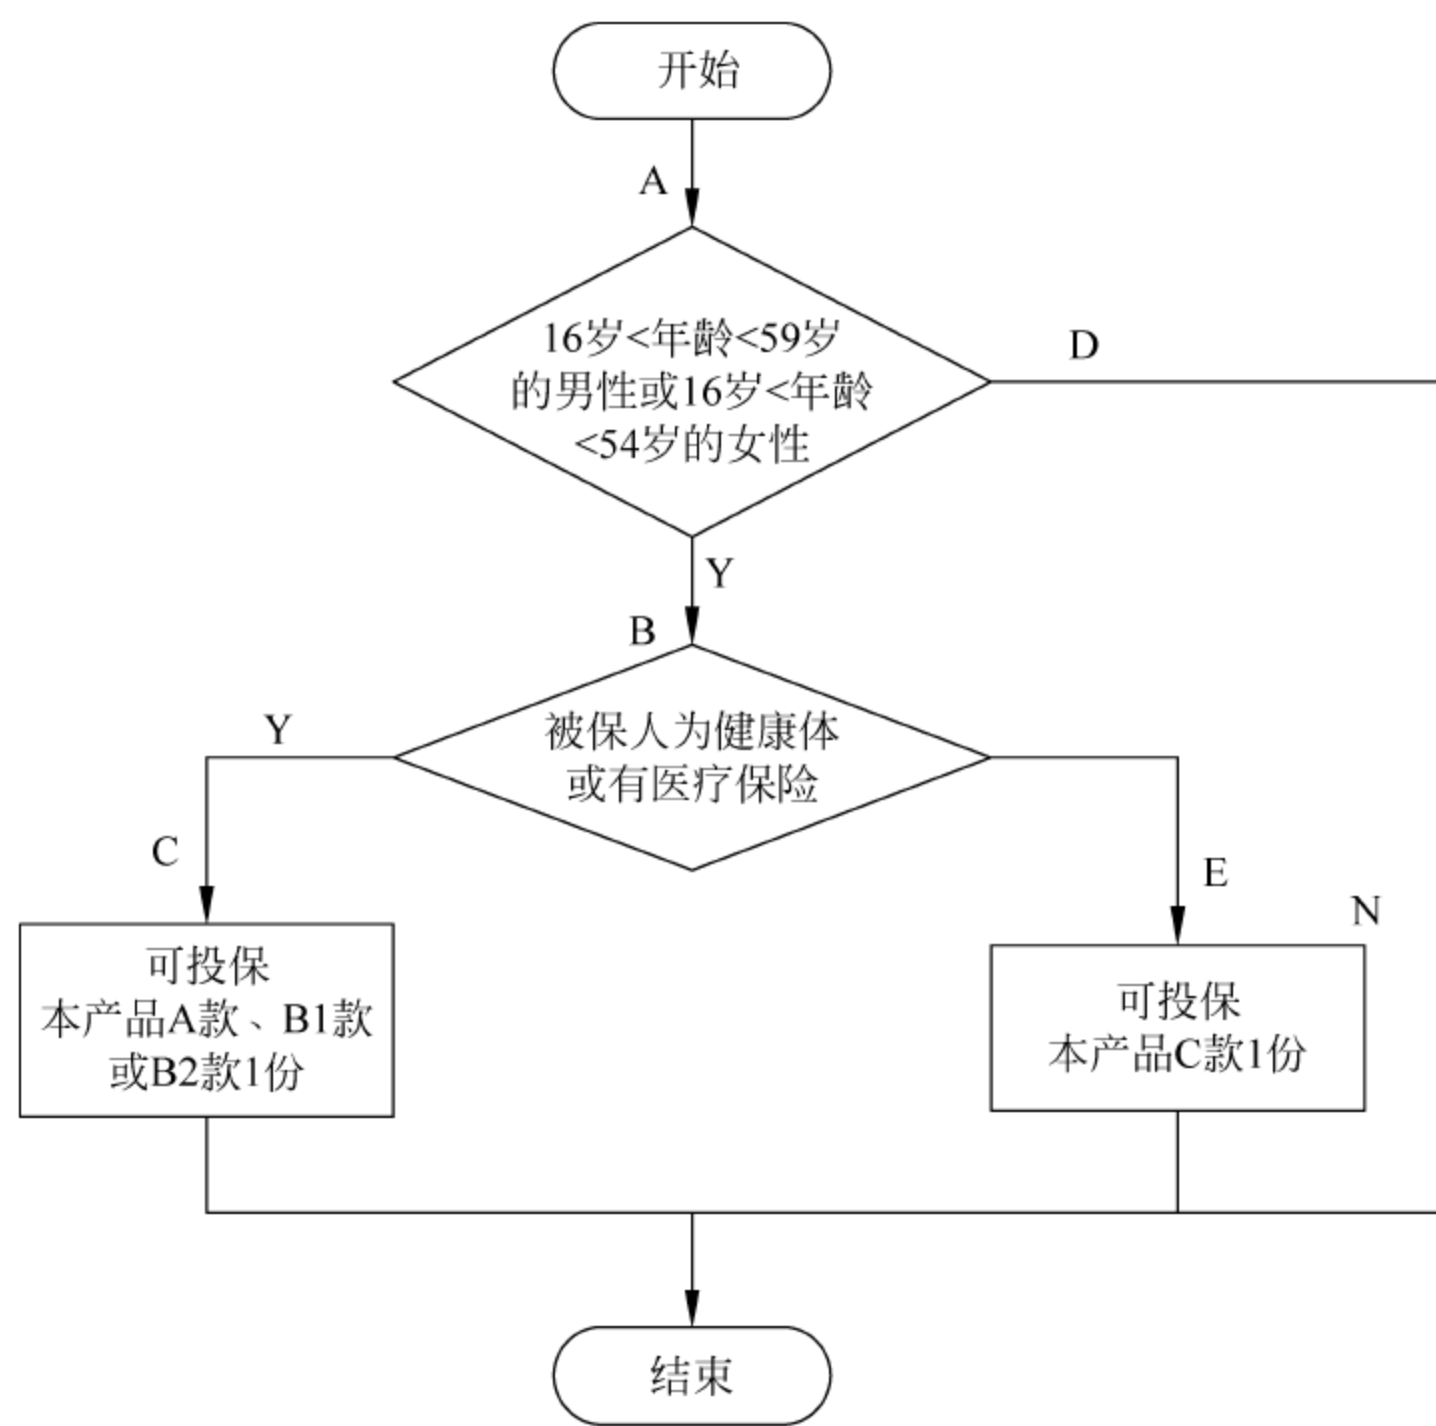 开始
A
16岁<年龄<59岁
的男性或16岁<年龄
<54岁的女性
D
Y
B
被保人为健康体
或有医疗保险
Y
C
E
N
可投保
本产品A款、B1款
或B2款1份
可投保
本产品C款1份
结束